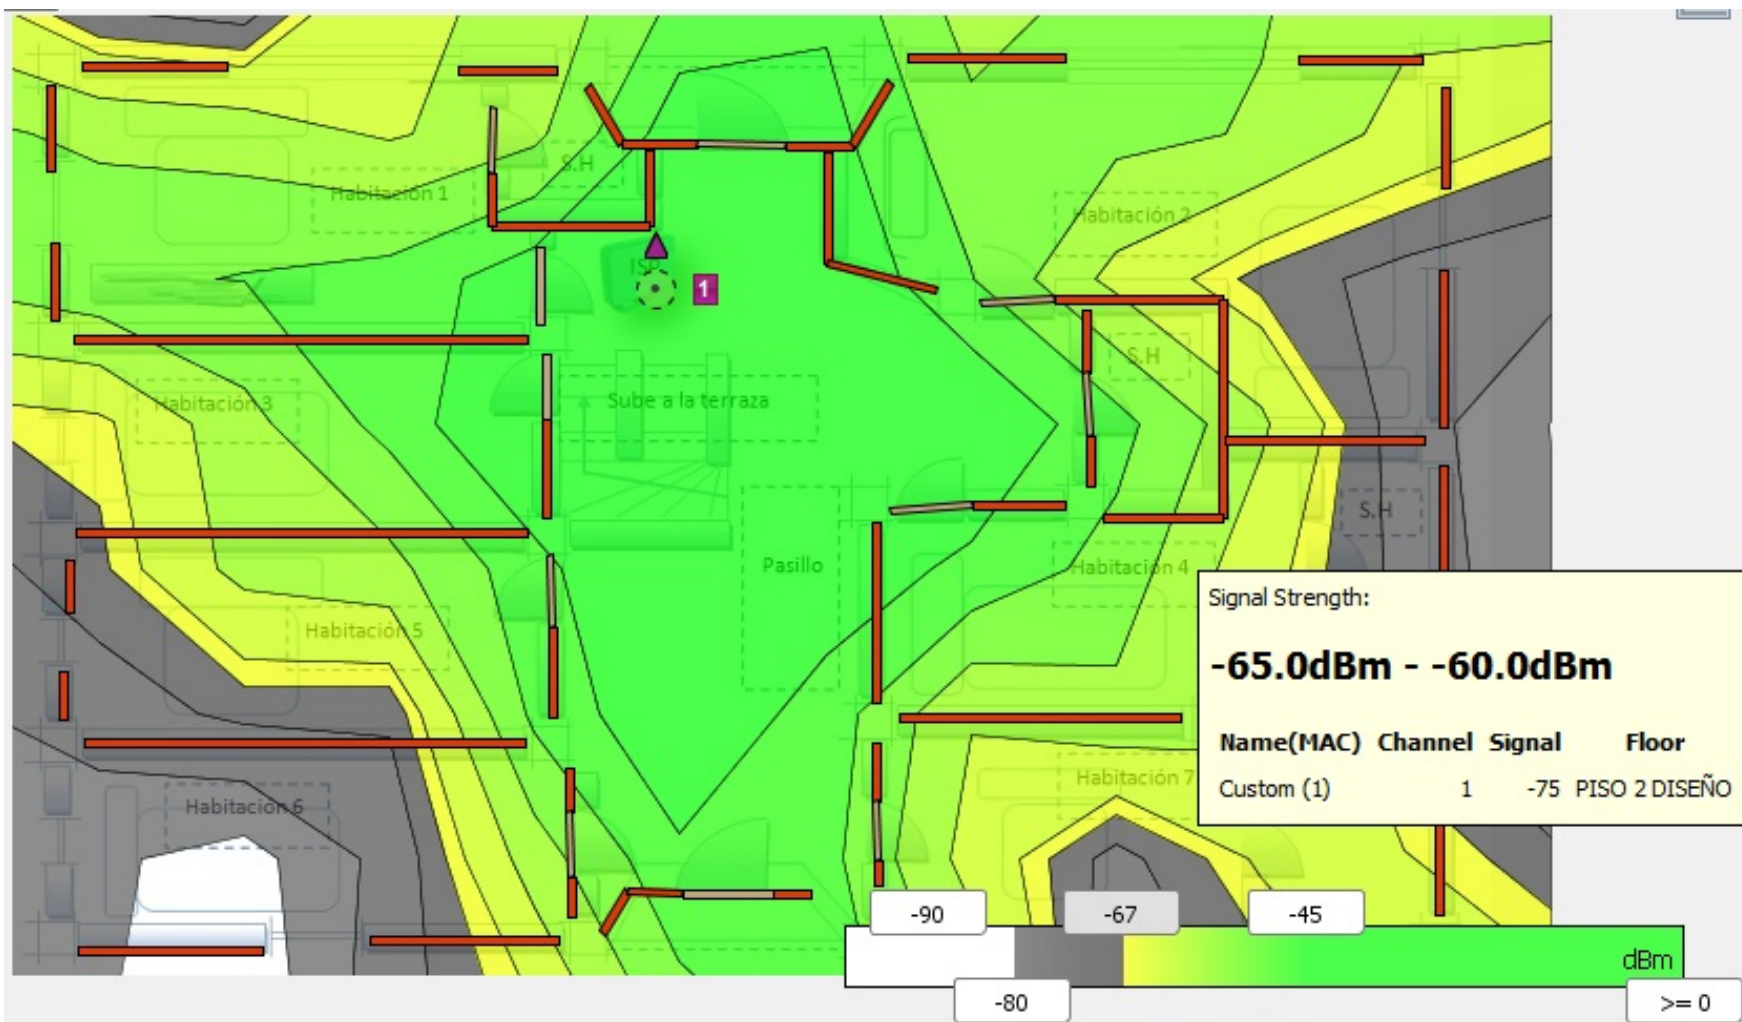 S.H
Habitación 1
Habitación 2
ISP
1
S.H
Habitación 3
Sube a la terraza
S.H
Pasillo
Habitación 4
Habitación 5
Signal Strength:
-65.0dBm - -60.0dBm
Name(MAC) Channel Signal Floor
Custom (1) 1 -75 PISO 2 DISEÑO
Habitación 7
Habitación 6
-90 -67 -45
dBm
-80 >= 0